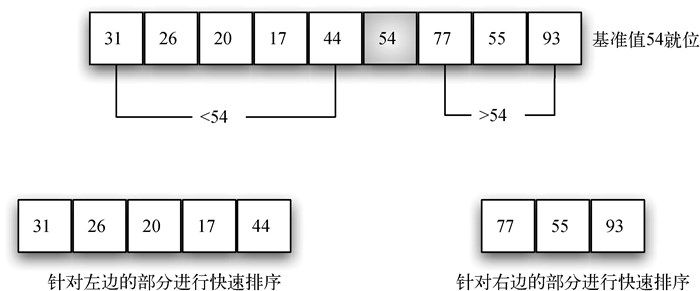 31 26 20 17 44 54 77 55 93 基准值54就位
<54 >54
31 26 20 17 44 77 55 93
针对左边的部分进行快速排序 针对右边的部分进行快速排序